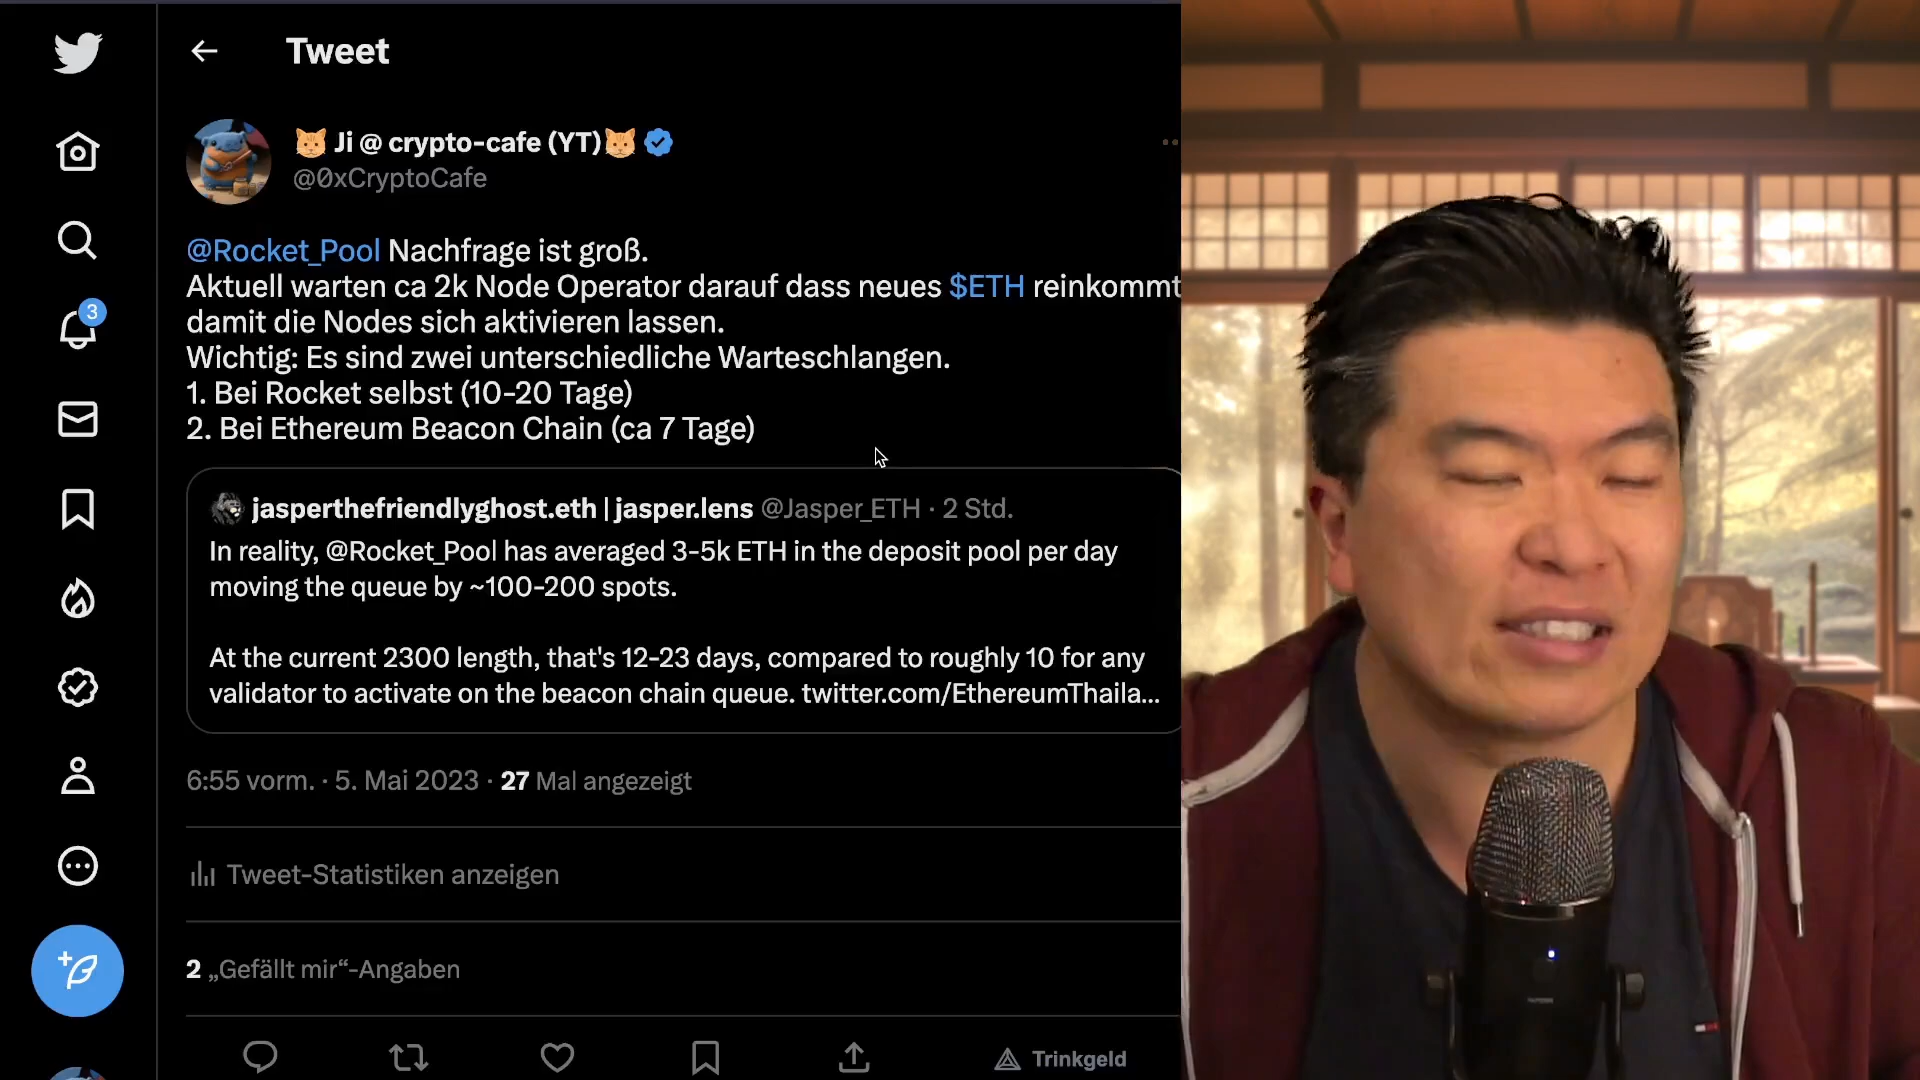 Tweet
🐱 Ji @ crypto-cafe (YT)🐱
@0xCryptoCafe
@Rocket_Pool Nachfrage ist groß.
Aktuell warten ca 2k Node Operator darauf dass neues $ETH reinkommt
damit die Nodes sich aktivieren lassen.
Wichtig: Es sind zwei unterschiedliche Warteschlangen.
1. Bei Rocket selbst (10-20 Tage)
2. Bei Ethereum Beacon Chain (ca 7 Tage)
3
jasperthefriendlyghost.eth | jasper.lens @Jasper_ETH · 2 Std.
In reality, @Rocket_Pool has averaged 3-5k ETH in the deposit pool per day
moving the queue by ~100-200 spots.
At the current 2300 length, that's 12-23 days, compared to roughly 10 for any
validator to activate on the beacon chain queue. twitter.com/EthereumThaila...
6:55 vorm. · 5. Mai 2023 · 27 Mal angezeigt
Tweet-Statistiken anzeigen
2 „Gefällt mir“-Angaben
Trinkgeld